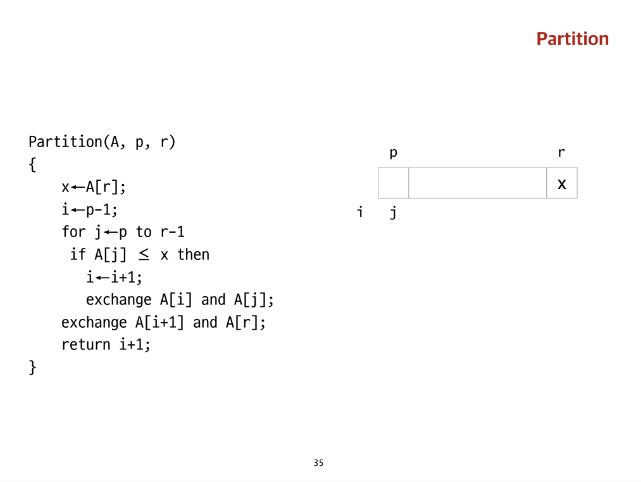 Partition
Partition(A, p, r)
{
x←A[r];
i←p-1;
for j←p to r-1
if A[j] ≤ x then
i←i+1;
exchange A[i] and A[j];
exchange A[i+1] and A[r];
return i+1;
}
p r
x
i j
35